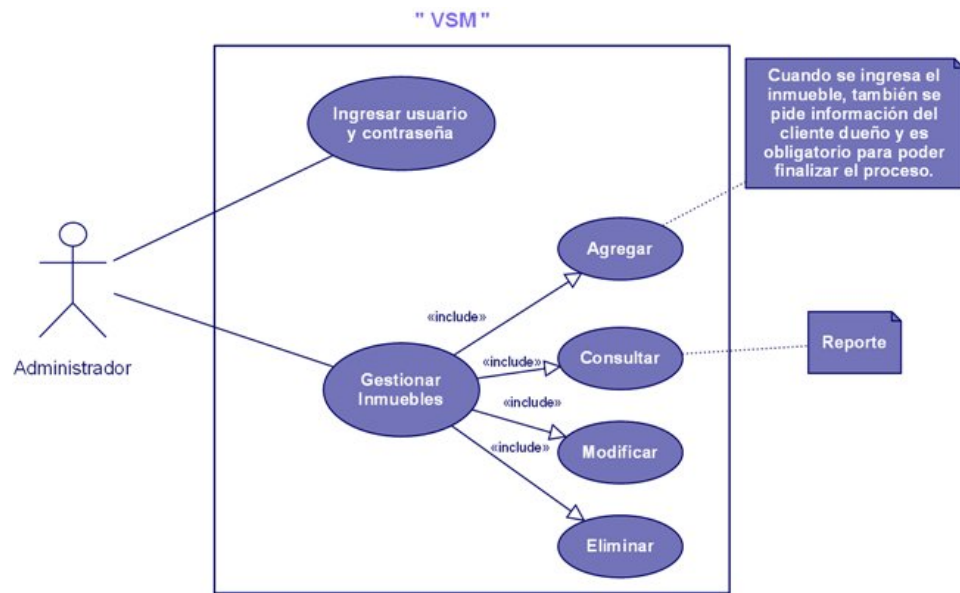 " VSM"
Ingresar usuario
y contraseña
Cuando se ingresa el
inmueble, también se
pide información del
cliente dueño y es
obligatorio para poder
finalizar el proceso.
Agregar
«include»
Administrador
Gestionar
Inmuebles
«include»
Consultar
Reporte
«include»
Modificar
«include»
Eliminar